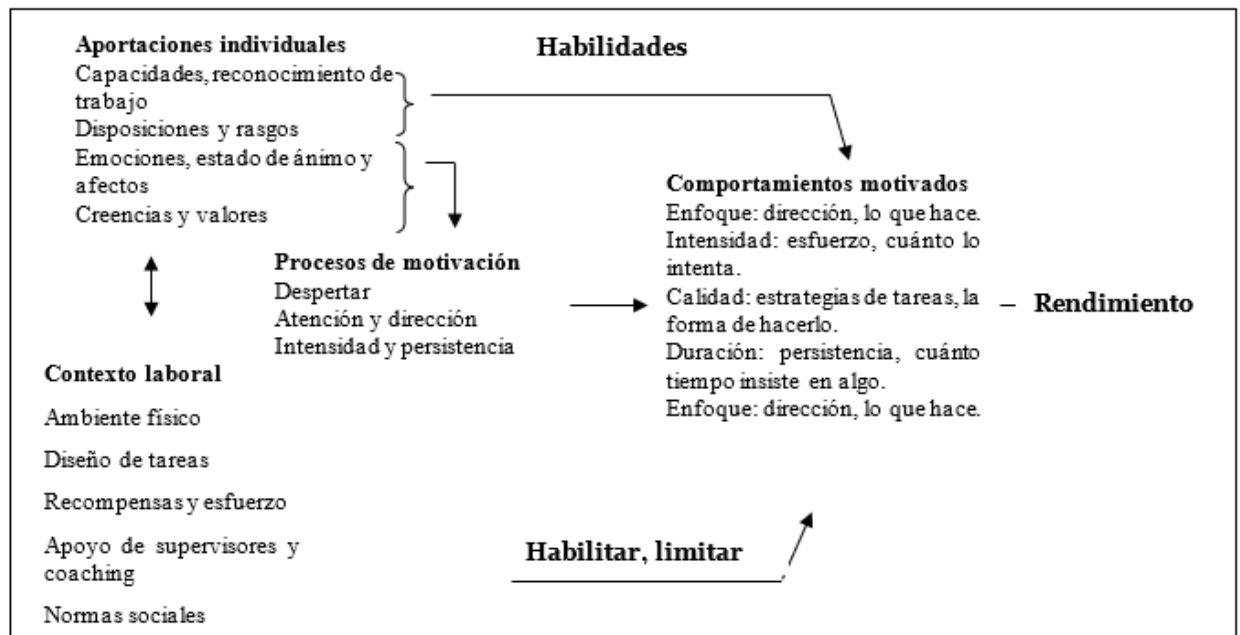 Aportaciones individuales
Capacidades, reconocimiento de
trabajo
Disposiciones y rasgos
Emociones, estado de ánimo y
afectos
Creencias y valores
Habilidades
Procesos de motivación
Despertar
Atención y dirección
Intensidad y persistencia
Contexto laboral
Ambiente físico
Diseño de tareas
Recompensas y esfuerzo
Apoyo de supervisores y
coaching
Normas sociales
Habilitar, limitar
Comportamientos motivados
Enfoque: dirección, lo que hace.
Intensidad: esfuerzo, cuánto lo
intenta.
Calidad: estrategias de tareas, la
forma de hacerlo.
Duración: persistencia, cuánto
tiempo insiste en algo.
Enfoque: dirección, lo que hace.
Rendimiento